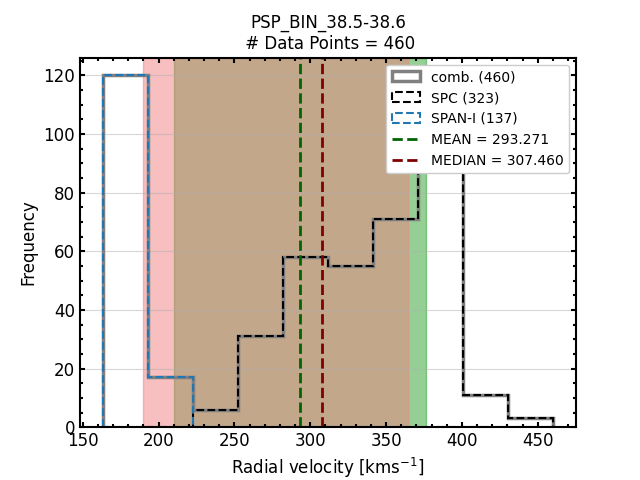 PSP_BIN_38.5-38.6
# Data Points = 460
120
100
80
60
40
20
0
Frequency
comb. (460)
SPC (323)
SPAN-I (137)
MEAN = 293.271
MEDIAN = 307.460
150 200 250 300 350 400 450
Radial velocity [kms⁻¹]